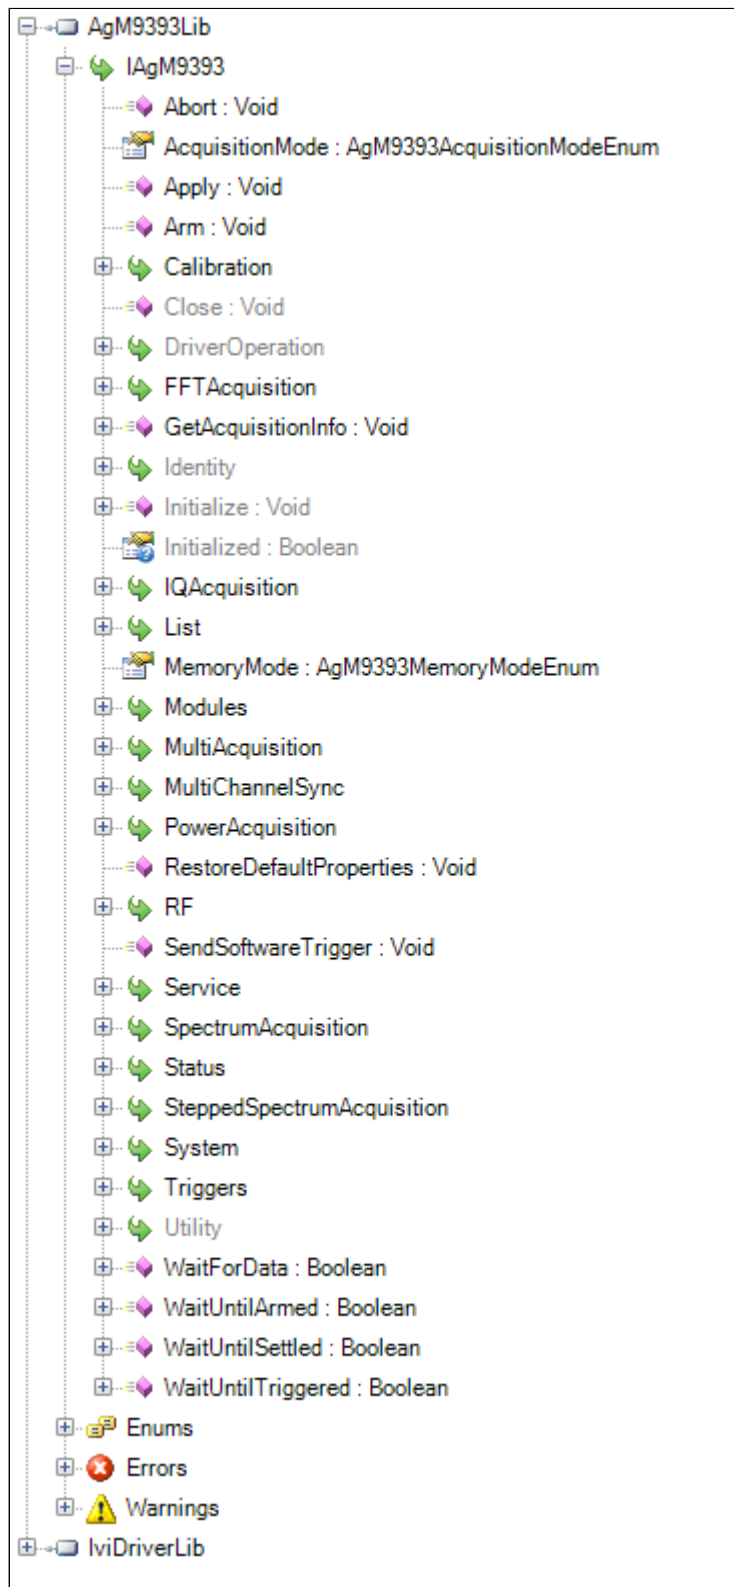 AgM9393Lib
IAgM9393
Abort : Void
AcquisitionMode : AgM9393AcquisitionModeEnum
Apply : Void
Arm : Void
Calibration
Close : Void
DriverOperation
FFTAcquisition
GetAcquisitionInfo : Void
Identity
Initialize : Void
Initialized : Boolean
IQAcquisition
List
MemoryMode : AgM9393MemoryModeEnum
Modules
MultiAcquisition
MultiChannelSync
PowerAcquisition
RestoreDefaultProperties : Void
RF
SendSoftwareTrigger : Void
Service
SpectrumAcquisition
Status
SteppedSpectrumAcquisition
System
Triggers
Utility
WaitForData : Boolean
WaitUntilArmed : Boolean
WaitUntilSettled : Boolean
WaitUntilTriggered : Boolean
Enums
Errors
Warnings
IviDriverLib